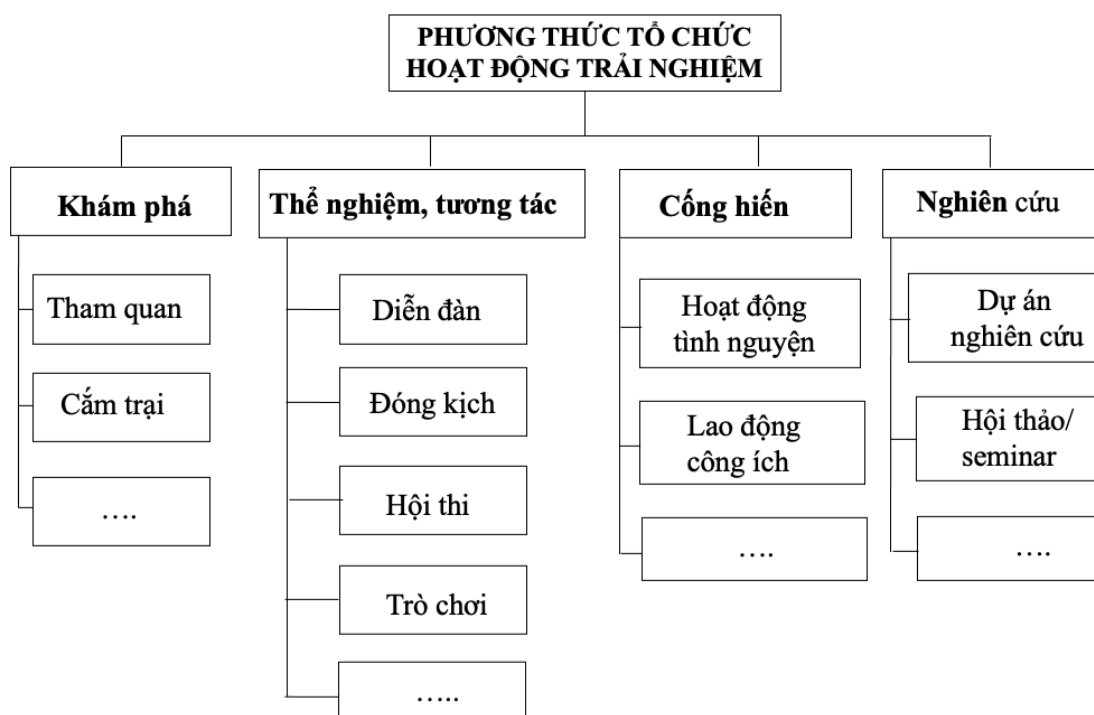 PHƯƠNG THỨC TỔ CHỨC
HOẠT ĐỘNG TRẢI NGHIỆM
Khám phá
Tham quan
Cắm trại
….
Thể nghiệm, tương tác
Diễn đàn
Đóng kịch
Hội thi
Trò chơi
…..
Cống hiến
Hoạt động
tình nguyện
Lao động
công ích
….
Nghiên cứu
Dự án
nghiên cứu
Hội thảo/
seminar
….